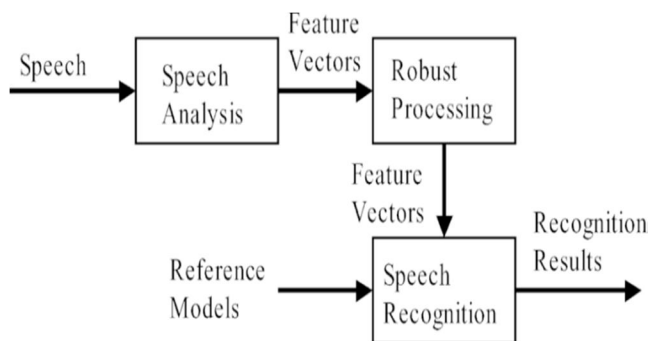 Speech
Speech
Analysis
Feature
Vectors
Robust
Processing
Feature
Vectors
Reference
Models
Speech
Recognition
Recognition
Results